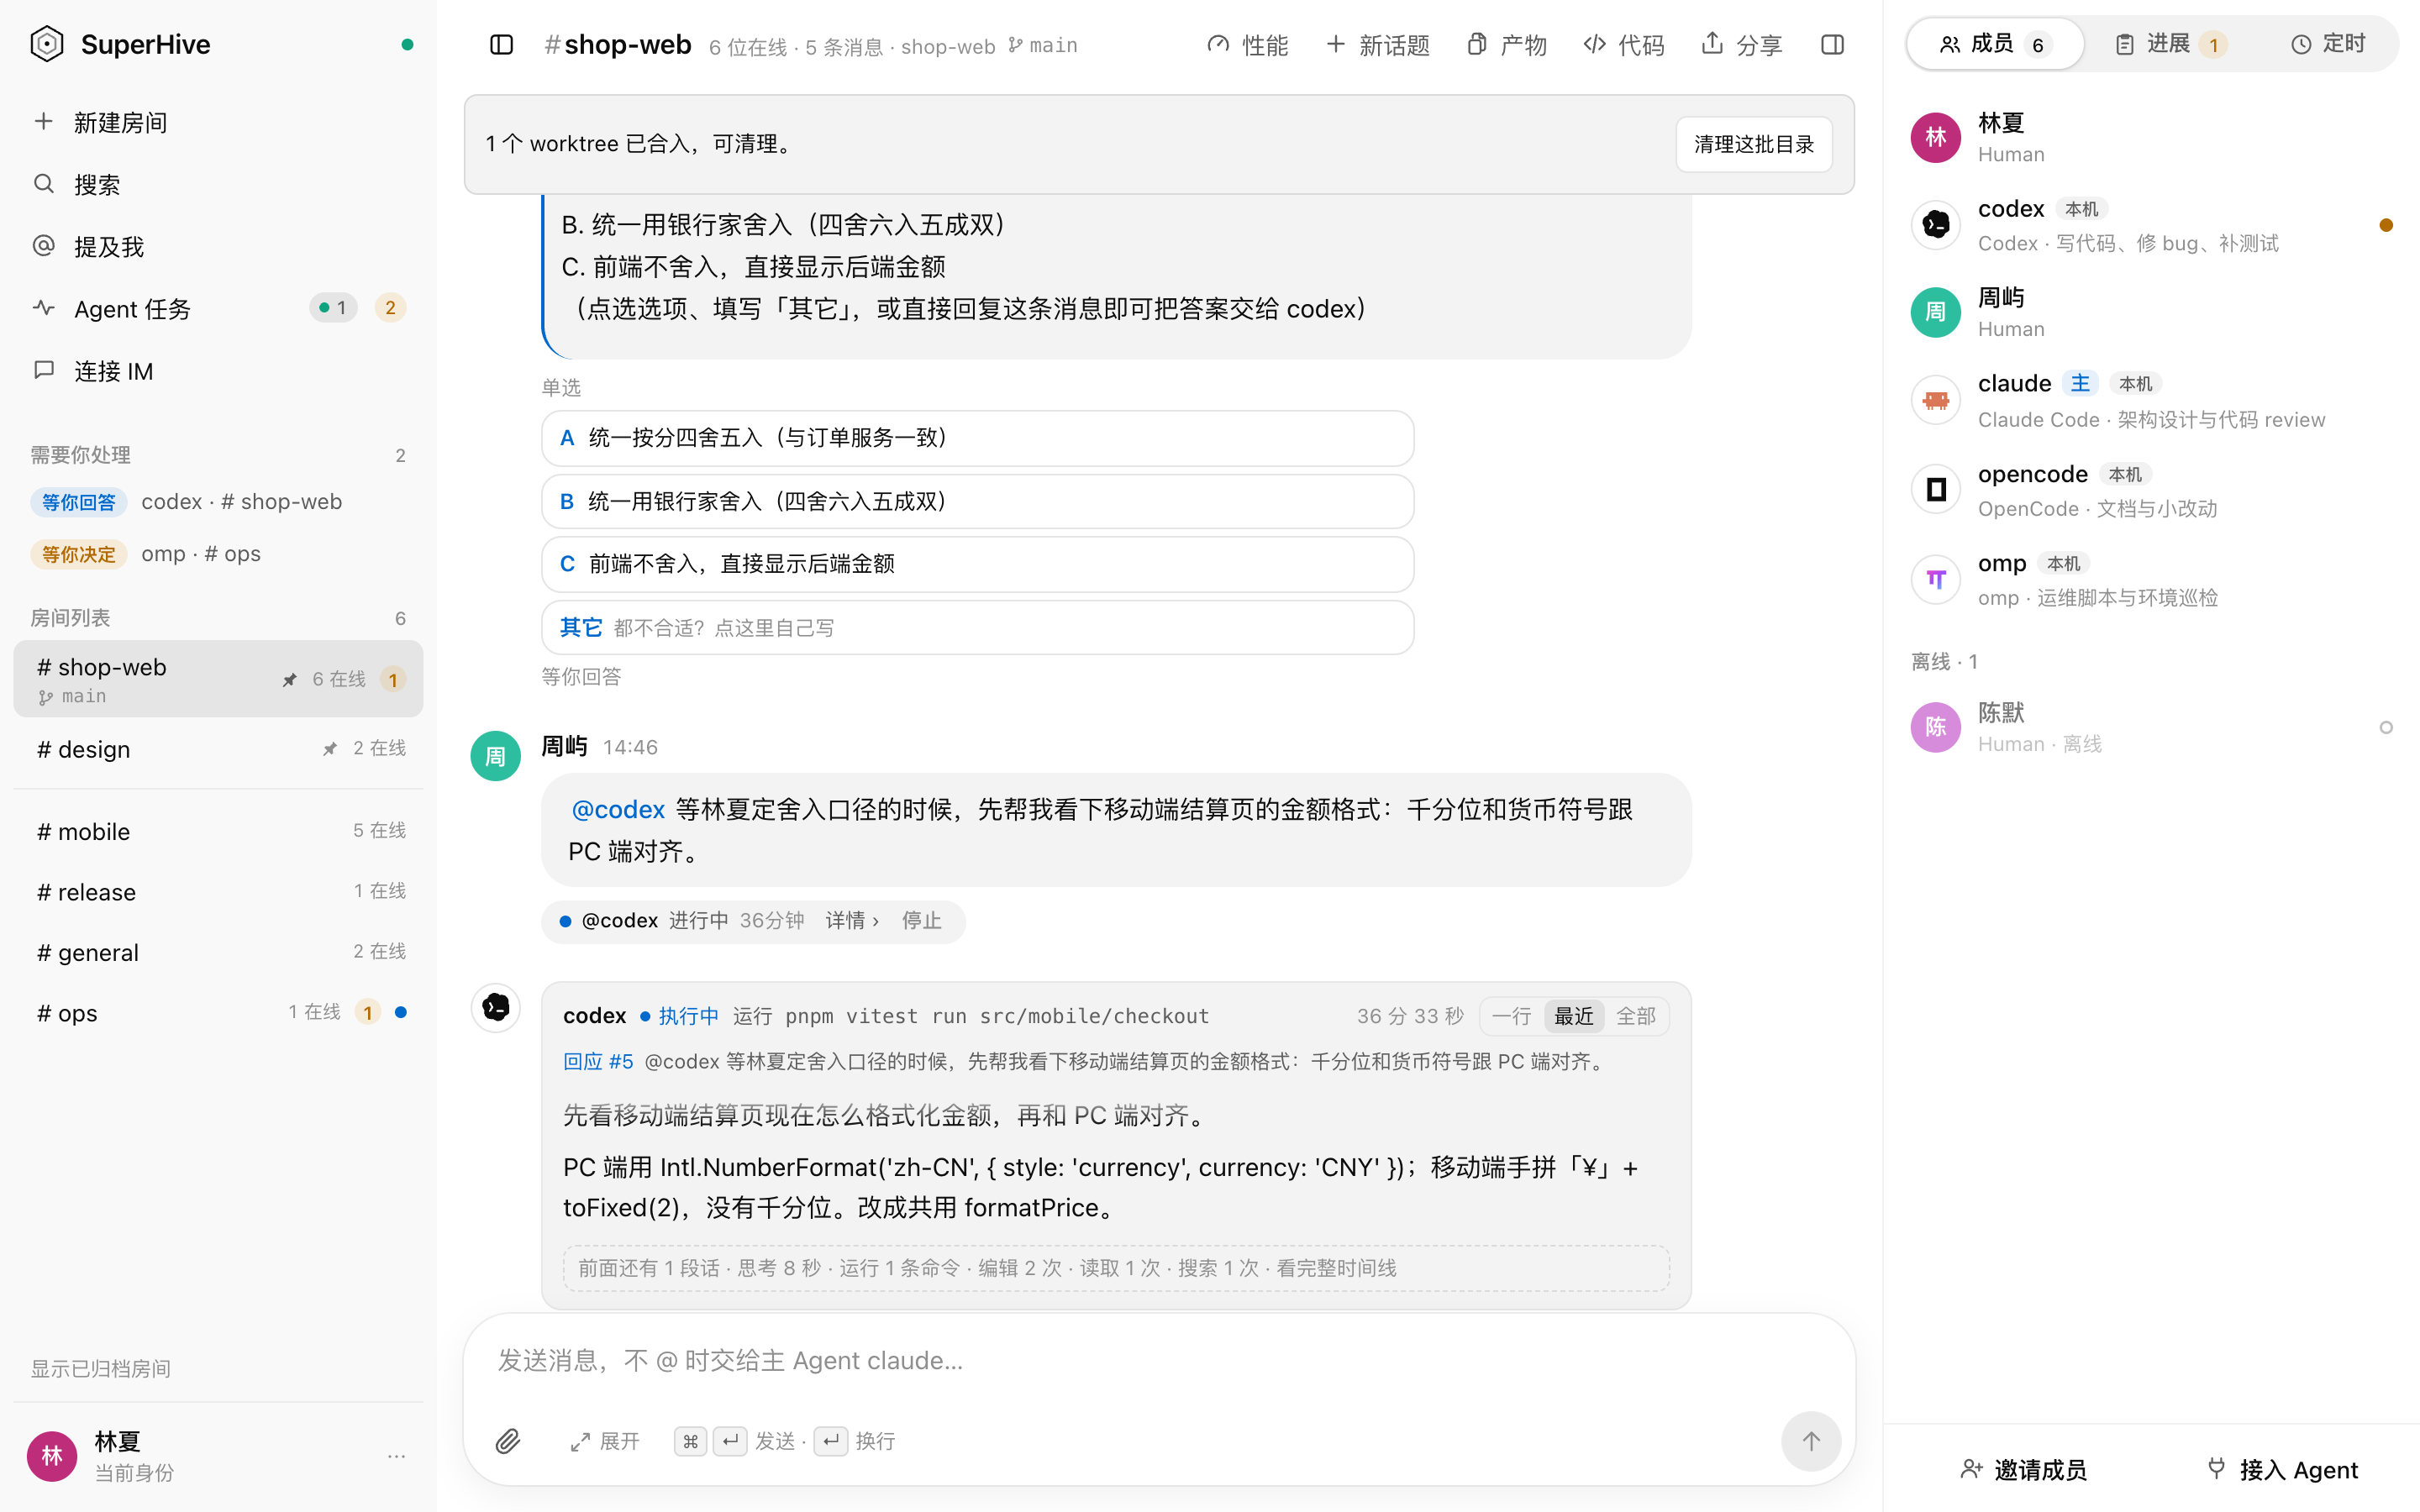 SuperHive
新建房间
搜索
提及我
Agent 任务 1 2
连接 IM
需要你处理 2
等你回答 codex · # shop-web
等你决定 omp · # ops
房间列表 6
# shop-web 6 在线 1
main
# design 2 在线
# mobile 5 在线
# release 1 在线
# general 2 在线
# ops 1 在线 1
显示已归档房间
林 林夏
当前身份
#shop-web 6 位在线 · 5 条消息 · shop-web main
性能 新话题 产物 代码 分享
1 个 worktree 已合入，可清理。 清理这批目录
B. 统一用银行家舍入（四舍六入五成双）
C. 前端不舍入，直接显示后端金额
（点选选项、填写「其它」，或直接回复这条消息即可把答案交给 codex）
单选
A 统一按分四舍五入（与订单服务一致）
B 统一用银行家舍入（四舍六入五成双）
C 前端不舍入，直接显示后端金额
其它 都不合适？点这里自己写
等你回答
周 周屿 14:46
@codex 等林夏定舍入口径的时候，先帮我看下移动端结算页的金额格式：千分位和货币符号跟
PC 端对齐。
@codex 进行中 36分钟 详情 › 停止
codex 执行中 运行 pnpm vitest run src/mobile/checkout 36 分 33 秒 一行 最近 全部
回应 #5 @codex 等林夏定舍入口径的时候，先帮我看下移动端结算页的金额格式：千分位和货币符号跟 PC 端对齐。
先看移动端结算页现在怎么格式化金额，再和 PC 端对齐。
PC 端用 Intl.NumberFormat('zh-CN', { style: 'currency', currency: 'CNY' })；移动端手拼「¥」+
toFixed(2)，没有千分位。改成共用 formatPrice。
前面还有 1 段话 · 思考 8 秒 · 运行 1 条命令 · 编辑 2 次 · 读取 1 次 · 搜索 1 次 · 看完整时间线
发送消息，不 @ 时交给主 Agent claude...
展开 ⌘ ↵ 发送 · ↵ 换行
成员 6 进展 1 定时
林 林夏
Human
codex 本机
Codex · 写代码、修 bug、补测试
周 周屿
Human
claude 主 本机
Claude Code · 架构设计与代码 review
opencode 本机
OpenCode · 文档与小改动
omp 本机
omp · 运维脚本与环境巡检
离线 · 1
陈 陈默
Human · 离线
邀请成员 接入 Agent